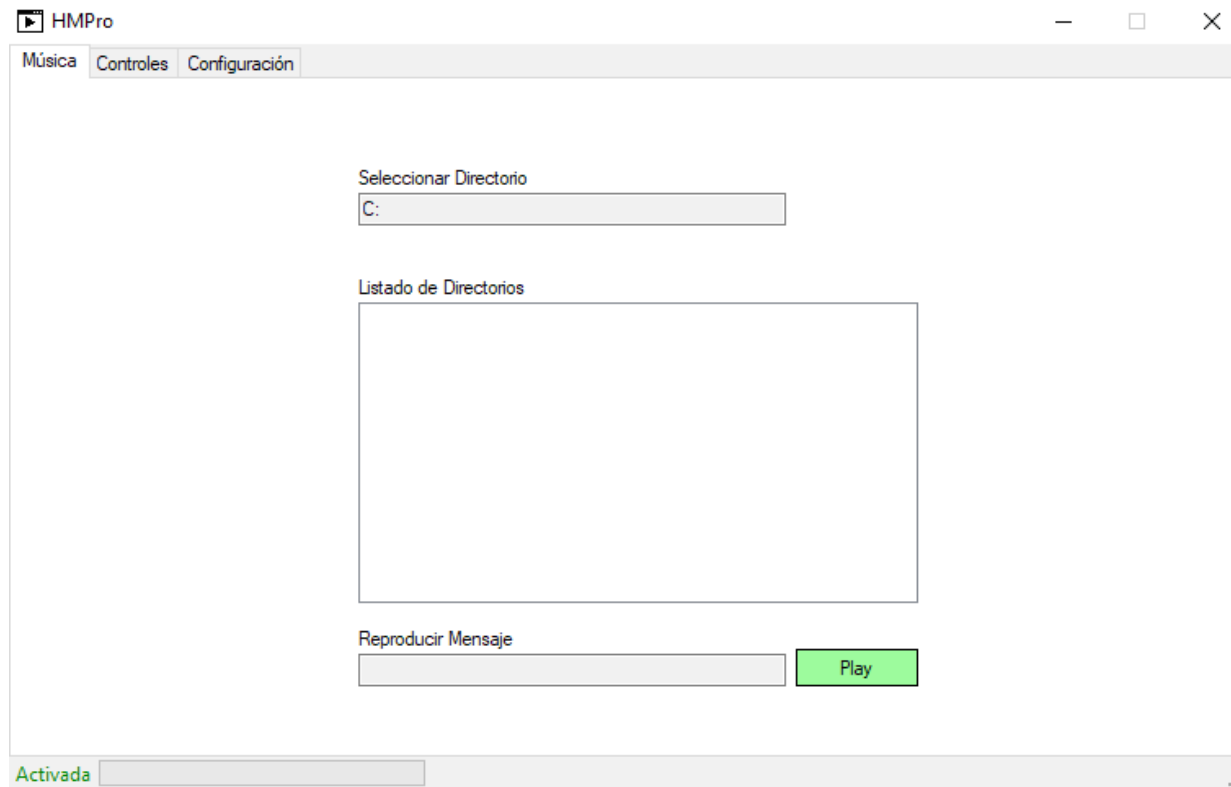 HMPro
Música Controles Configuración
Seleccionar Directorio
C:
Listado de Directorios
Reproducir Mensaje
Play
Activada